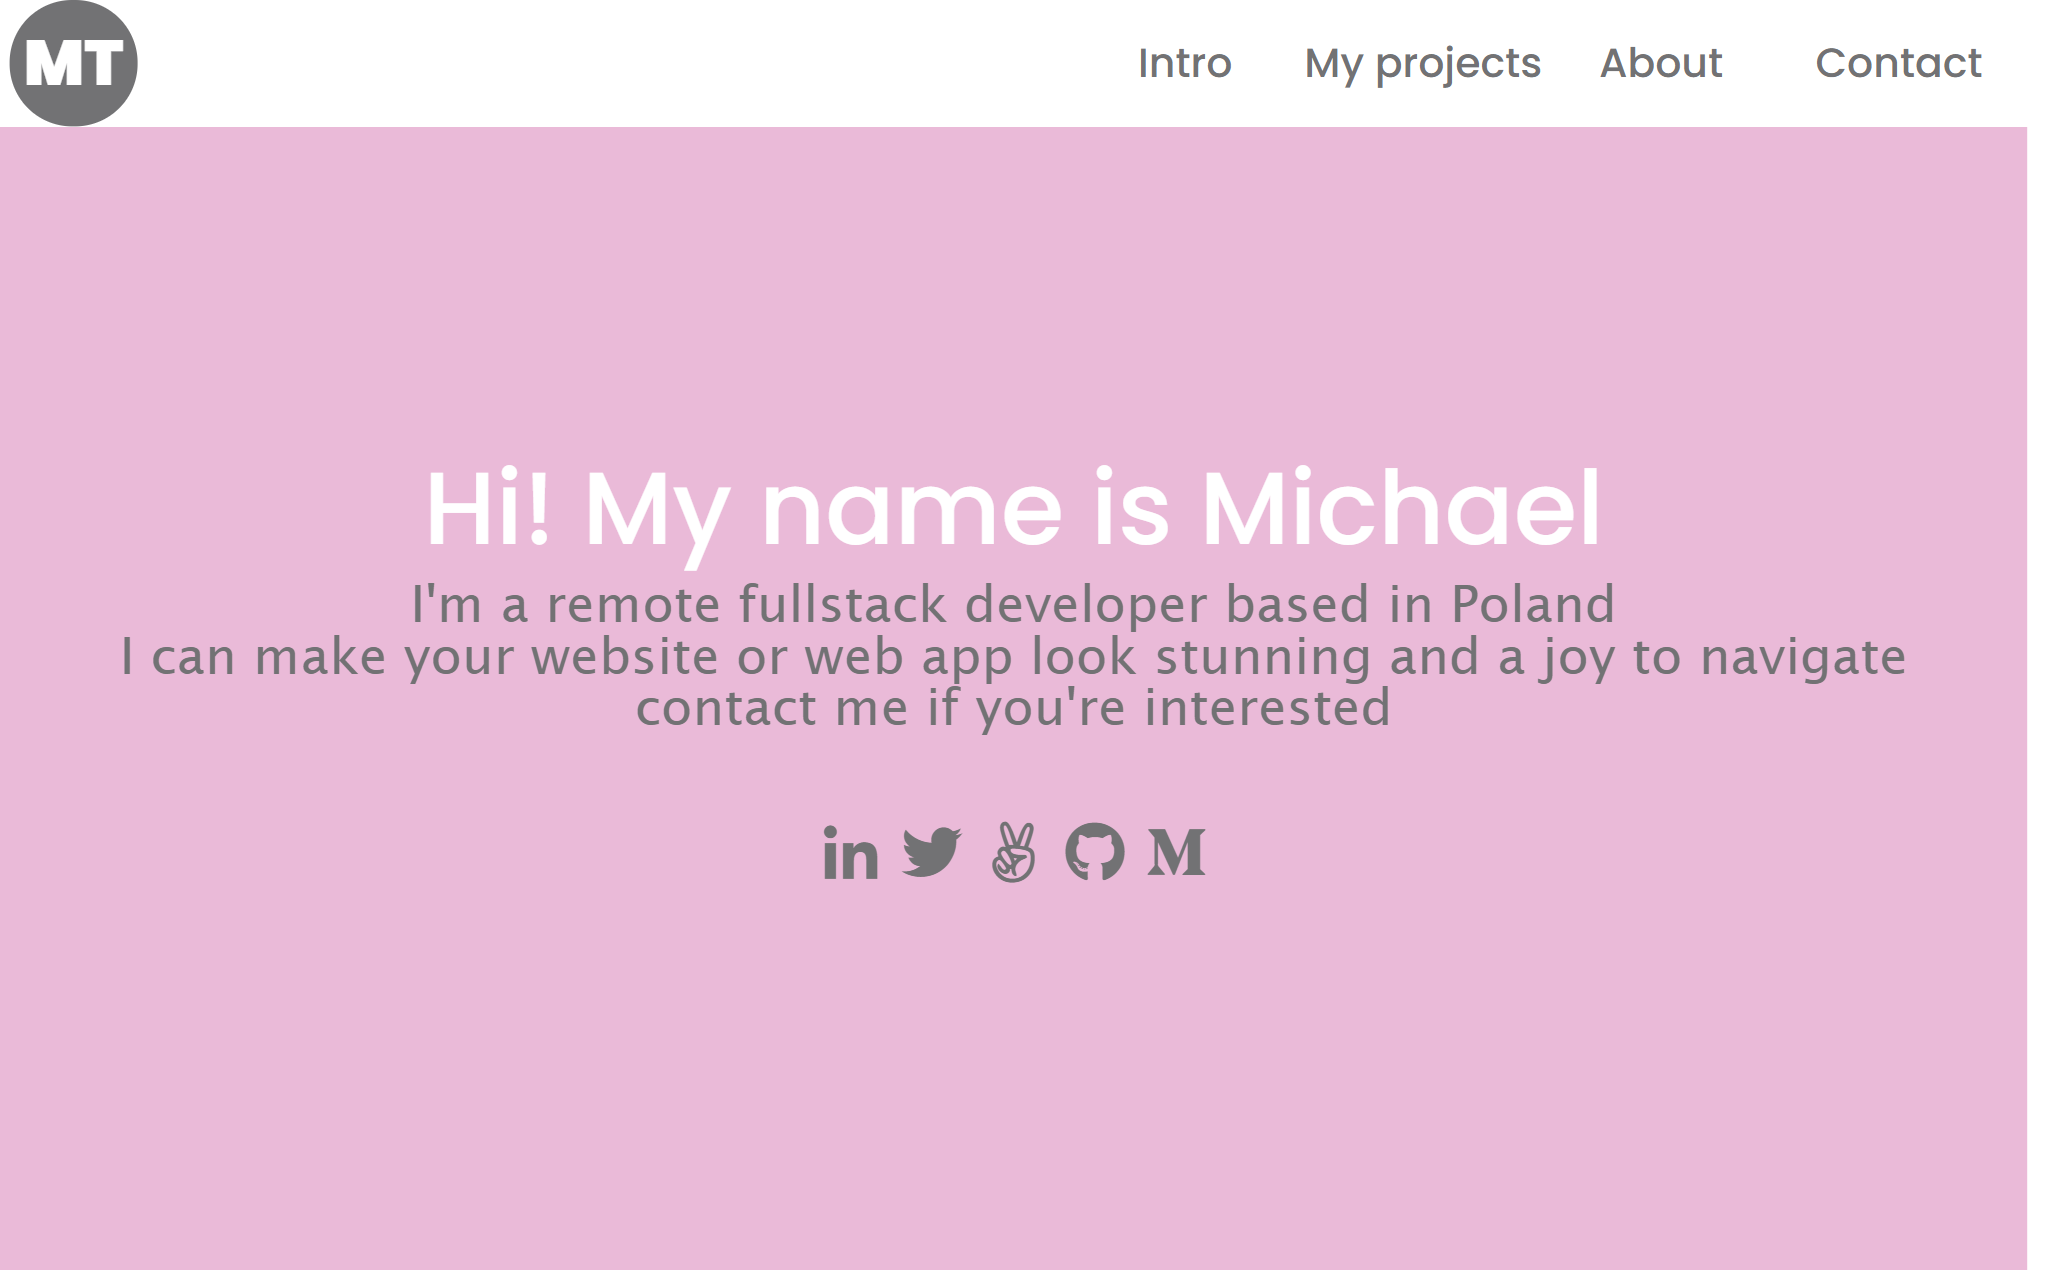 MT
Intro My projects About Contact
Hi! My name is Michael
I'm a remote fullstack developer based in Poland
I can make your website or web app look stunning and a joy to navigate
contact me if you're interested
in M